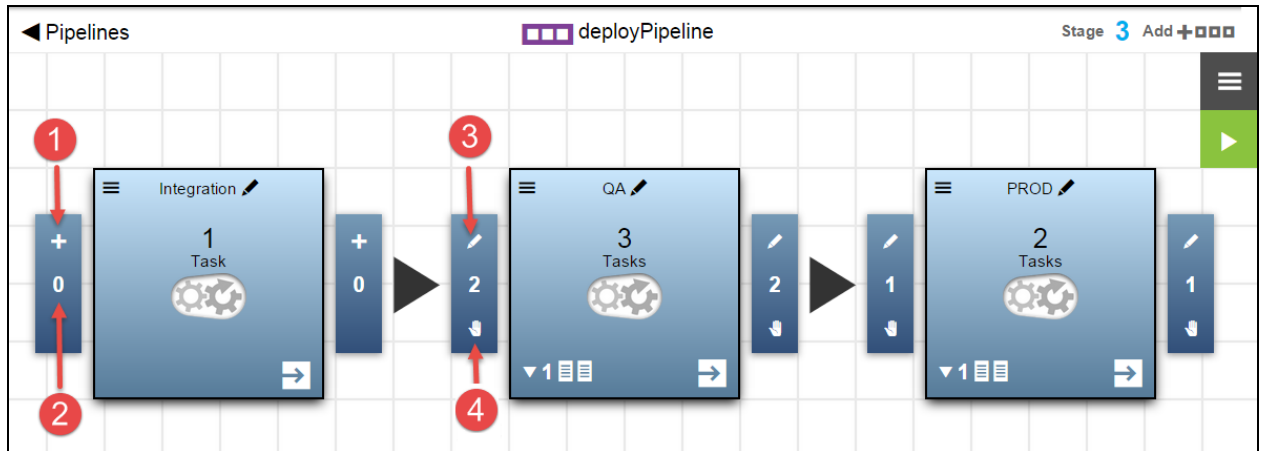 Pipelines
deployPipeline
Stage 3 Add
1
3
Integration
QA
PROD
1
3
2
Task
Tasks
Tasks
0
0
2
2
1
1
1
1
2
4